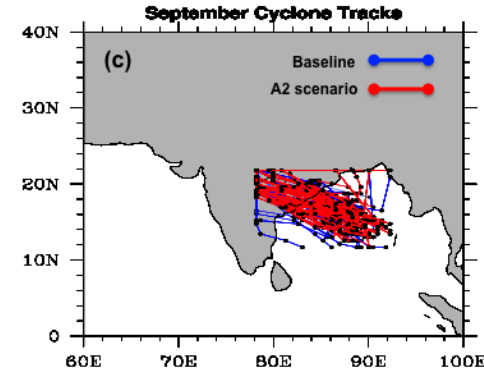 September Cyclone Tracks
40N
(c)
Baseline
A2 scenario
30N
20N
10N
0
60E 70E 80E 90E 100E